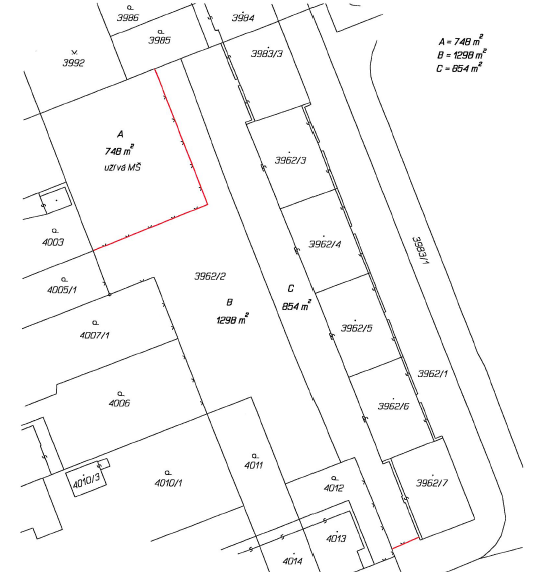 3986
3984
3985
A = 748 m²
B = 1298 m²
C = 854 m²
3992
3983/3
A
748 m²
užívá MŠ
3962/3
4003
3962/4
3983/1
3962/2
4005/1
C
854 m²
B
1298 m²
4007/1
3962/5
3962/1
4006
3962/6
4011
4010/3
4010/1
4012
3962/7
4013
4014